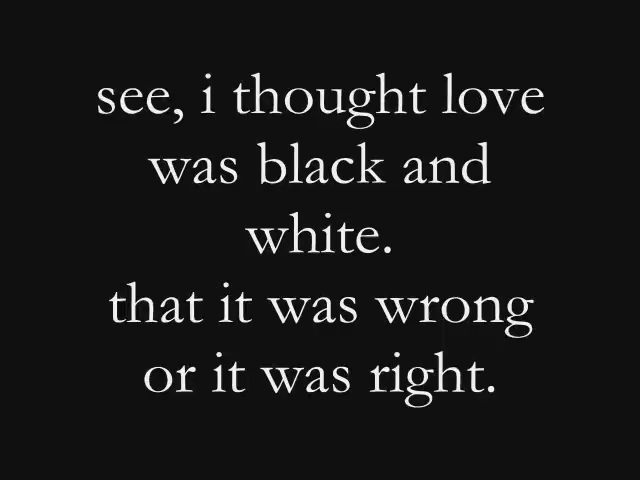 see, i thought love
was black and
white.
that it was wrong
or it was right.